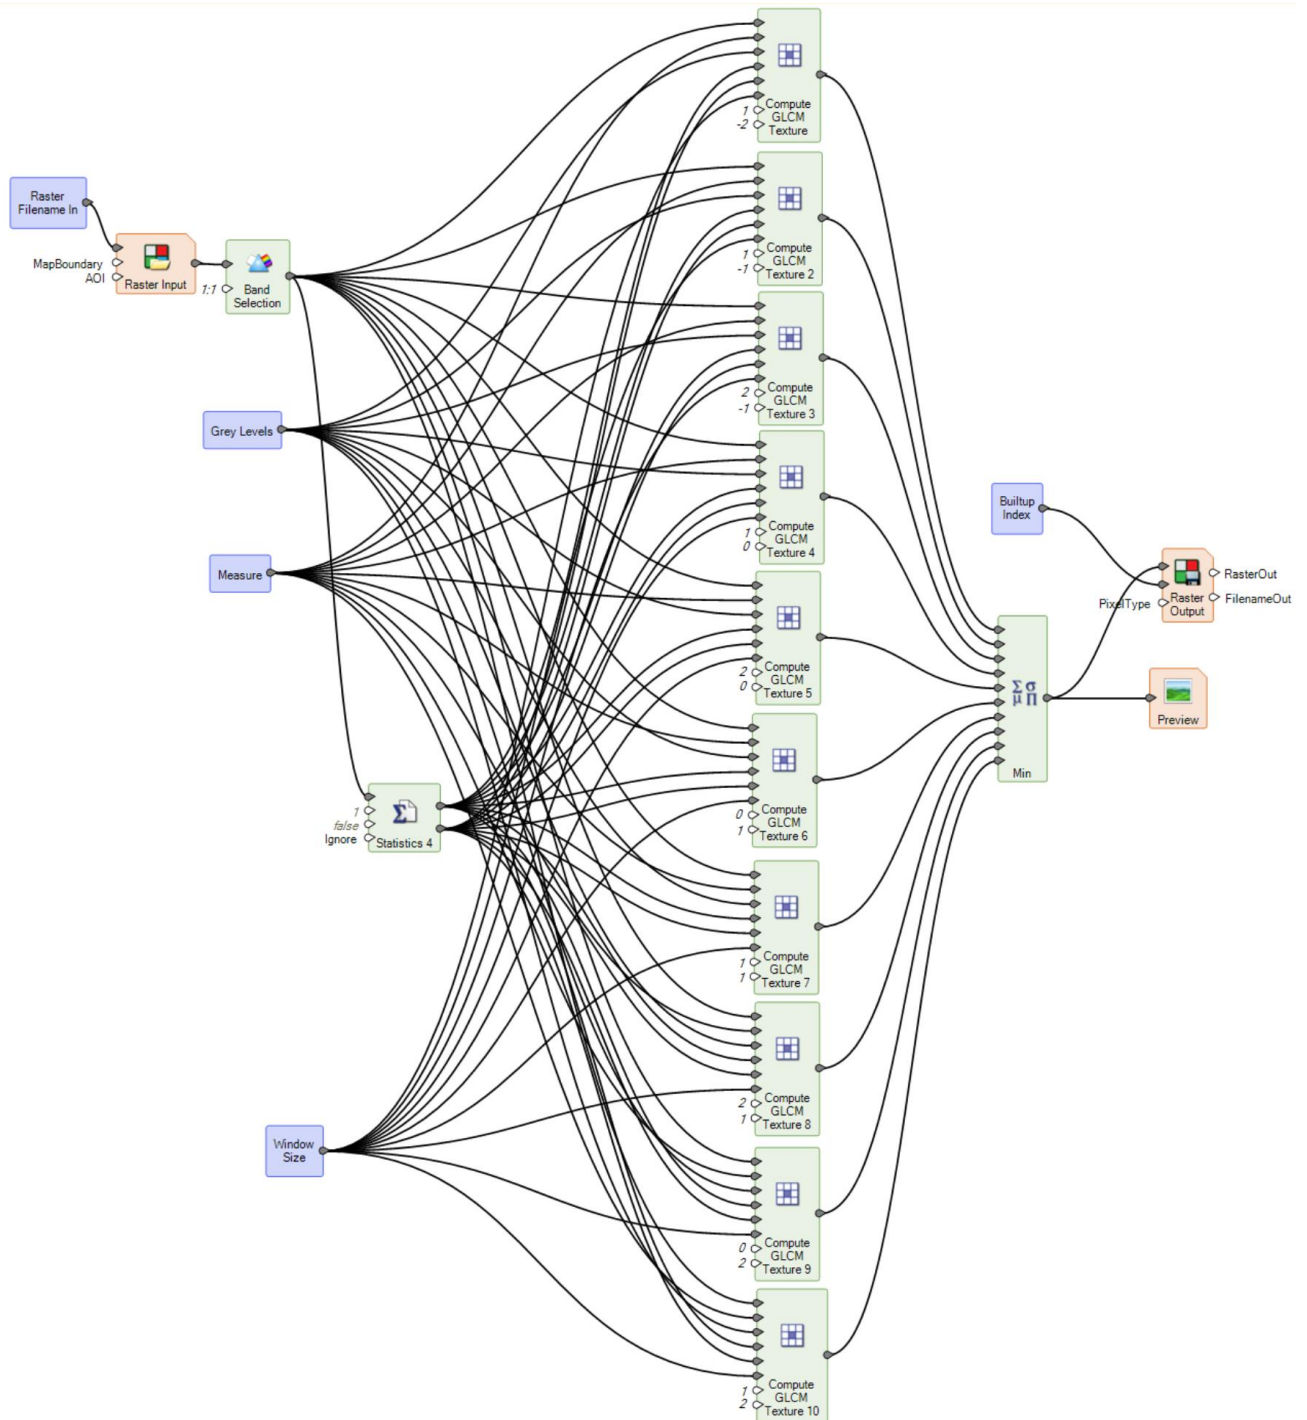 Raster
Filename In
MapBoundary
AOI
Raster Input
1:1
Band
Selection
Grey Levels
Measure
1
false
Ignore
Statistics 4
Window
Size
1
-2
Compute
GLCM
Texture
1
-1
Compute
GLCM
Texture 2
2
-1
Compute
GLCM
Texture 3
1
0
Compute
GLCM
Texture 4
2
0
Compute
GLCM
Texture 5
0
1
Compute
GLCM
Texture 6
1
1
Compute
GLCM
Texture 7
2
1
Compute
GLCM
Texture 8
0
2
Compute
GLCM
Texture 9
1
2
Compute
GLCM
Texture 10
Σ σ
μ Π
Min
Builtup
Index
PixelType
Raster
Output
RasterOut
FilenameOut
Preview
Σ